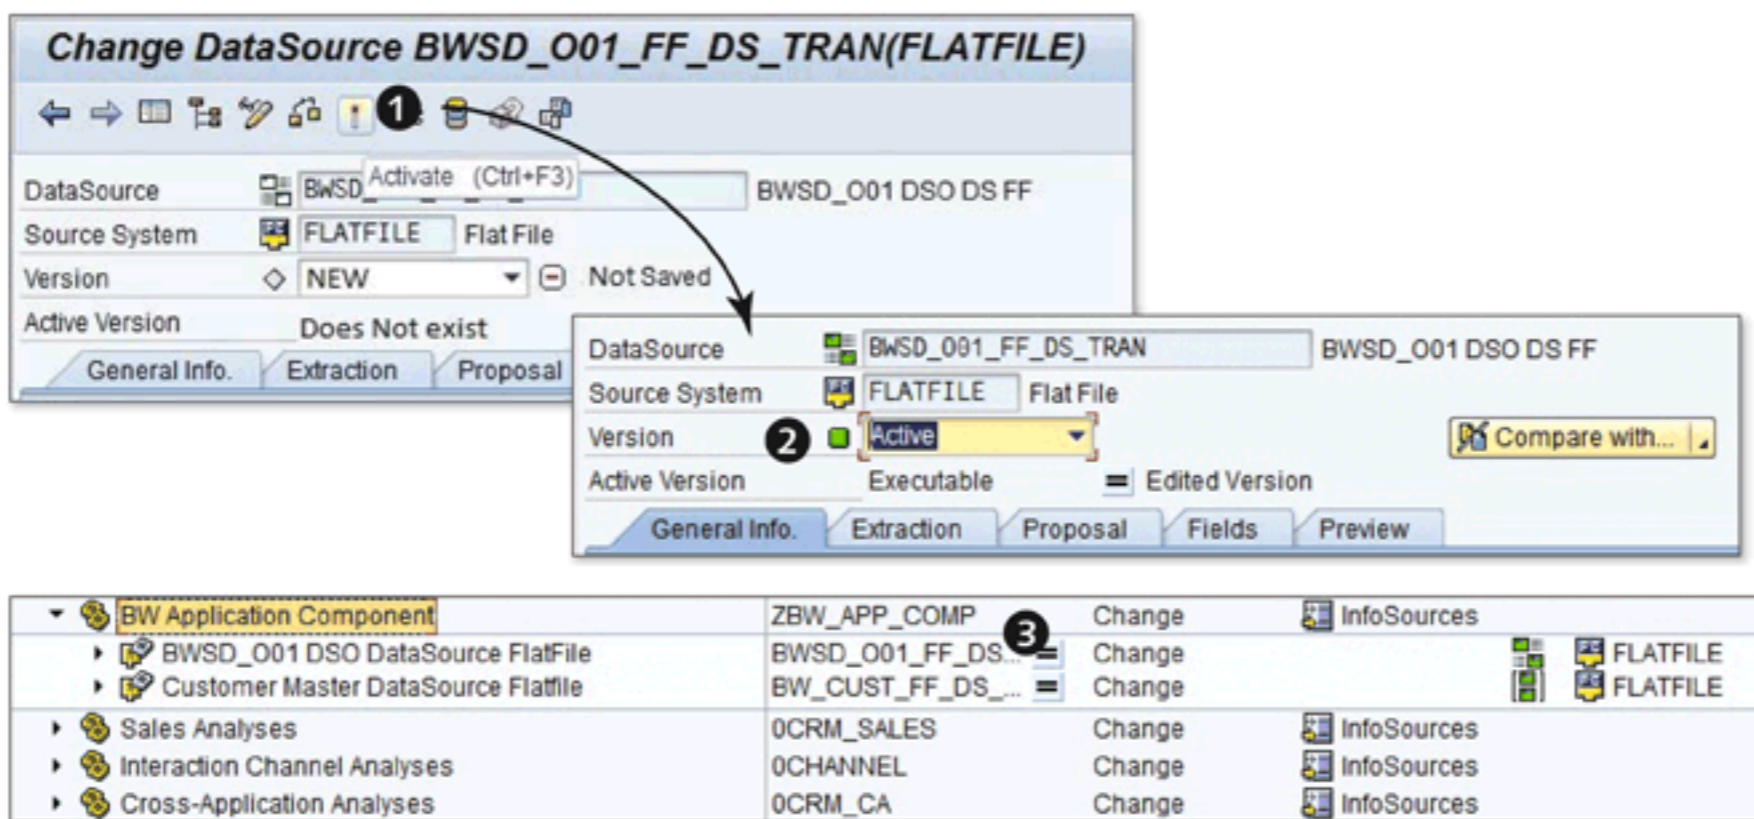 Change DataSource BWSD_O01_FF_DS_TRAN(FLATFILE)
1
Activate (Ctrl+F3)
DataSource BWSD_ BWSD_O01 DSO DS FF
Source System FLATFILE Flat File
Version NEW Not Saved
Active Version Does Not exist
General Info. Extraction Proposal
DataSource BWSD_O01_FF_DS_TRAN BWSD_O01 DSO DS FF
Source System FLATFILE Flat File
Version 2 Active Compare with...
Active Version Executable = Edited Version
General Info. Extraction Proposal Fields Preview
BW Application Component ZBW_APP_COMP 3 Change InfoSources
BWSD_O01 DSO DataSource FlatFile BWSD_O01_FF_DS... = Change FLATFILE
Customer Master DataSource Flatfile BW_CUST_FF_DS_... = Change FLATFILE
Sales Analyses 0CRM_SALES Change InfoSources
Interaction Channel Analyses 0CHANNEL Change InfoSources
Cross-Application Analyses 0CRM_CA Change InfoSources